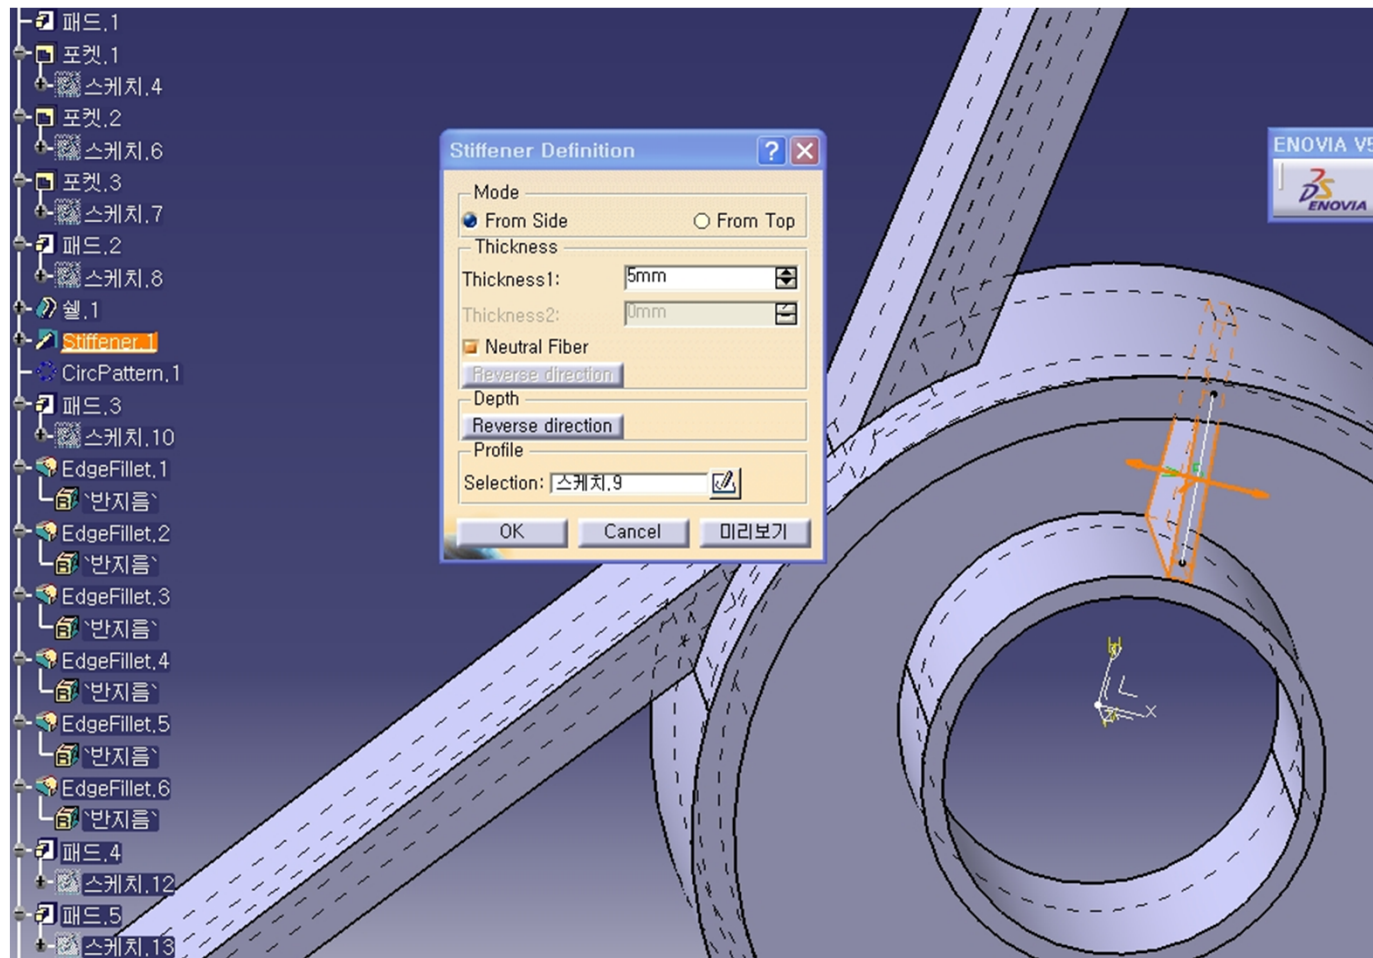 패드.1
포켓.1
스케치.4
포켓.2
스케치.6
포켓.3
스케치.7
패드.2
스케치.8
쉘.1
Stiffener.1
CircPattern.1
패드.3
스케치.10
EdgeFillet.1
`반지름`
EdgeFillet.2
`반지름`
EdgeFillet.3
`반지름`
EdgeFillet.4
`반지름`
EdgeFillet.5
`반지름`
EdgeFillet.6
`반지름`
패드.4
스케치.12
패드.5
스케치.13
Stiffener Definition
Mode
From Side From Top
Thickness
Thickness1: 5mm
Thickness2: 0mm
Neutral Fiber
Reverse direction
Depth
Reverse direction
Profile
Selection: 스케치.9
OK Cancel 미리보기
ENOVIA V5
ENOVIA
X